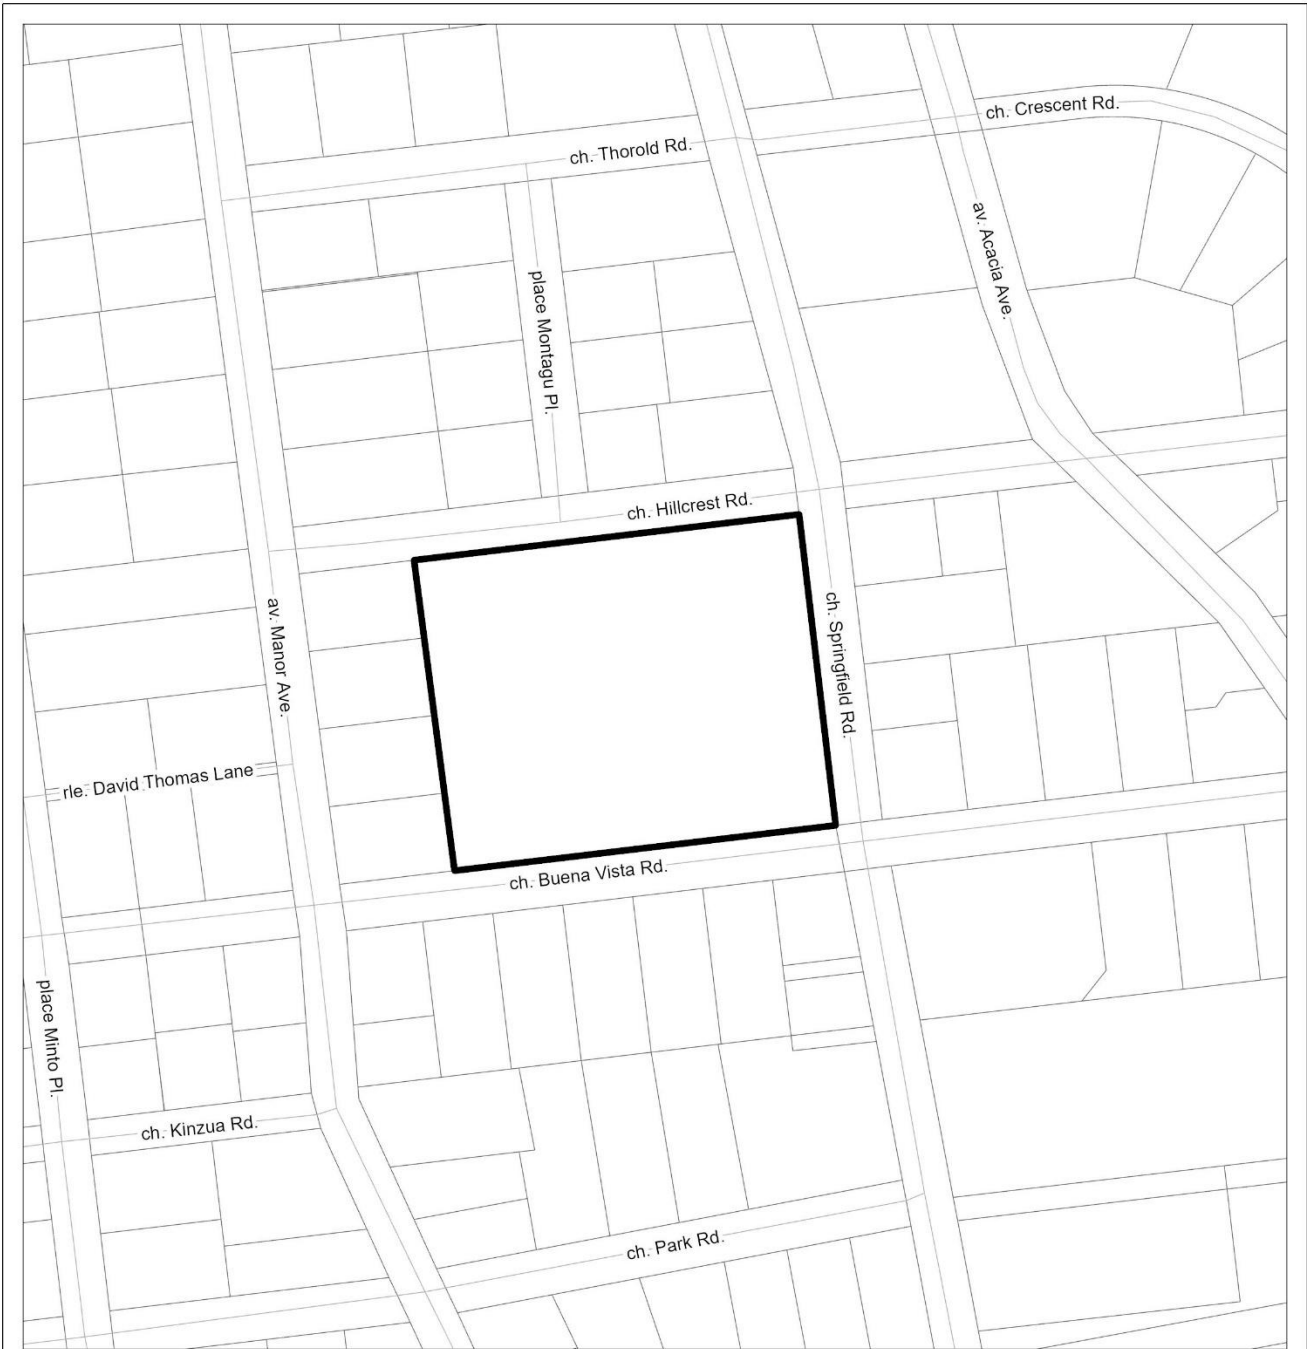 ch. Crescent Rd.
ch. Thorold Rd.
av. Acacia Ave.
place Montagu Pl.
ch. Hillcrest Rd.
av. Manor Ave.
ch. Springfield Rd.
rle. David Thomas Lane
ch. Buena Vista Rd.
place Minto Pl.
ch. Kinzua Rd.
ch. Park Rd.